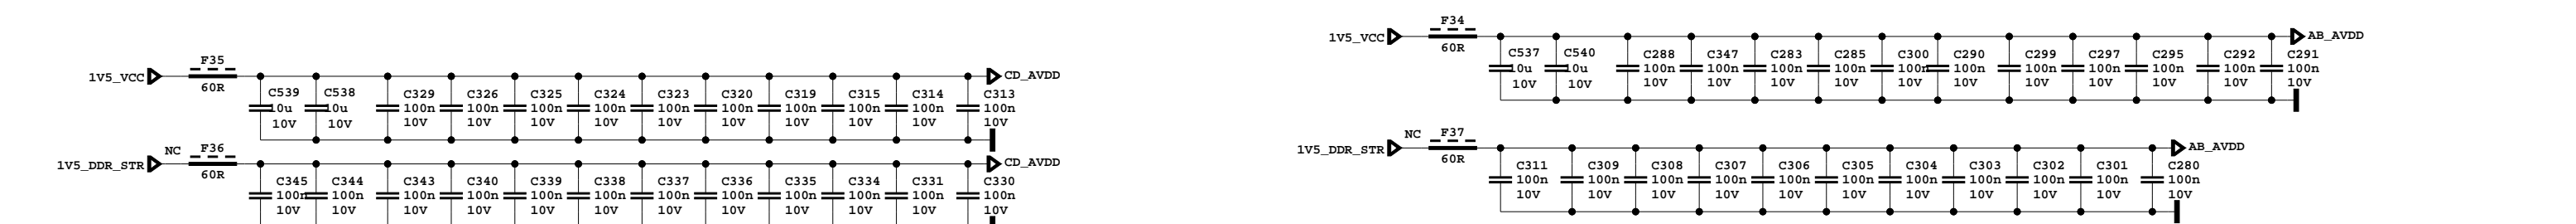 F35
1V5_VCC CD_AVDD
60R
C539 C538 C329 C326 C325 C324 C323 C320 C319 C315 C314 C313
10u 10u 100n 100n 100n 100n 100n 100n 100n 100n 100n 100n
10V 10V 10V 10V 10V 10V 10V 10V 10V 10V 10V 10V
NC F36
1V5_DDR_STR CD_AVDD
60R
C345 C344 C343 C340 C339 C338 C337 C336 C335 C334 C331 C330
100n 100n 100n 100n 100n 100n 100n 100n 100n 100n 100n 100n
10V 10V 10V 10V 10V 10V 10V 10V 10V 10V 10V 10V
F34
1V5_VCC AB_AVDD
60R
C537 C540 C288 C347 C283 C285 C300 C290 C299 C297 C295 C292 C291
10u 10u 100n 100n 100n 100n 100n 100n 100n 100n 100n 100n 100n
10V 10V 10V 10V 10V 10V 10V 10V 10V 10V 10V 10V 10V
NC F37
1V5_DDR_STR AB_AVDD
60R
C311 C309 C308 C307 C306 C305 C304 C303 C302 C301 C280
100n 100n 100n 100n 100n 100n 100n 100n 100n 100n 100n
10V 10V 10V 10V 10V 10V 10V 10V 10V 10V 10V